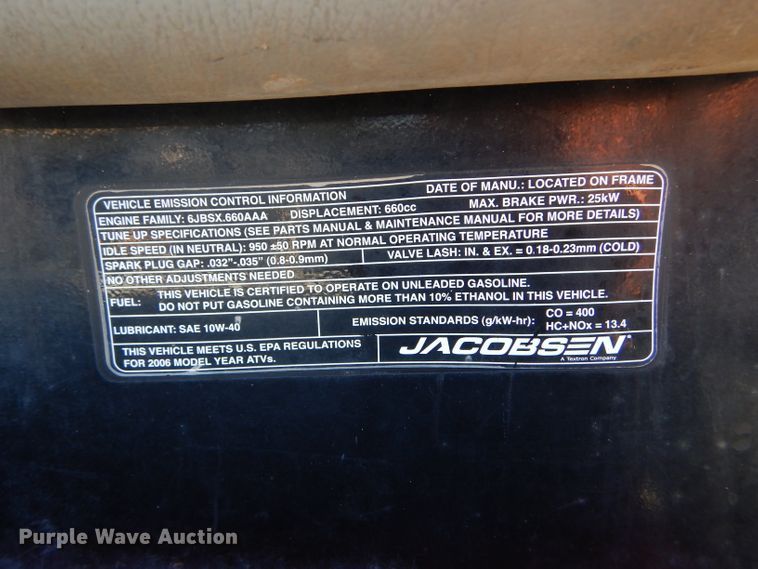 VEHICLE EMISSION CONTROL INFORMATION DATE OF MANU.: LOCATED ON FRAME
ENGINE FAMILY: 6JBSX.660AAA DISPLACEMENT: 660cc MAX. BRAKE PWR.: 25kW
TUNE UP SPECIFICATIONS (SEE PARTS MANUAL & MAINTENANCE MANUAL FOR MORE DETAILS)
IDLE SPEED (IN NEUTRAL): 950 ±50 RPM AT NORMAL OPERATING TEMPERATURE
SPARK PLUG GAP: .032"-.035" (0.8-0.9mm) VALVE LASH: IN. & EX. = 0.18-0.23mm (COLD)
NO OTHER ADJUSTMENTS NEEDED
FUEL: THIS VEHICLE IS CERTIFIED TO OPERATE ON UNLEADED GASOLINE.
DO NOT PUT GASOLINE CONTAINING MORE THAN 10% ETHANOL IN THIS VEHICLE.
LUBRICANT: SAE 10W-40 EMISSION STANDARDS (g/kW-hr): CO = 400
HC+NOx = 13.4
THIS VEHICLE MEETS U.S. EPA REGULATIONS
FOR 2006 MODEL YEAR ATVs.
JACOBSEN
A Textron Company
Purple Wave Auction